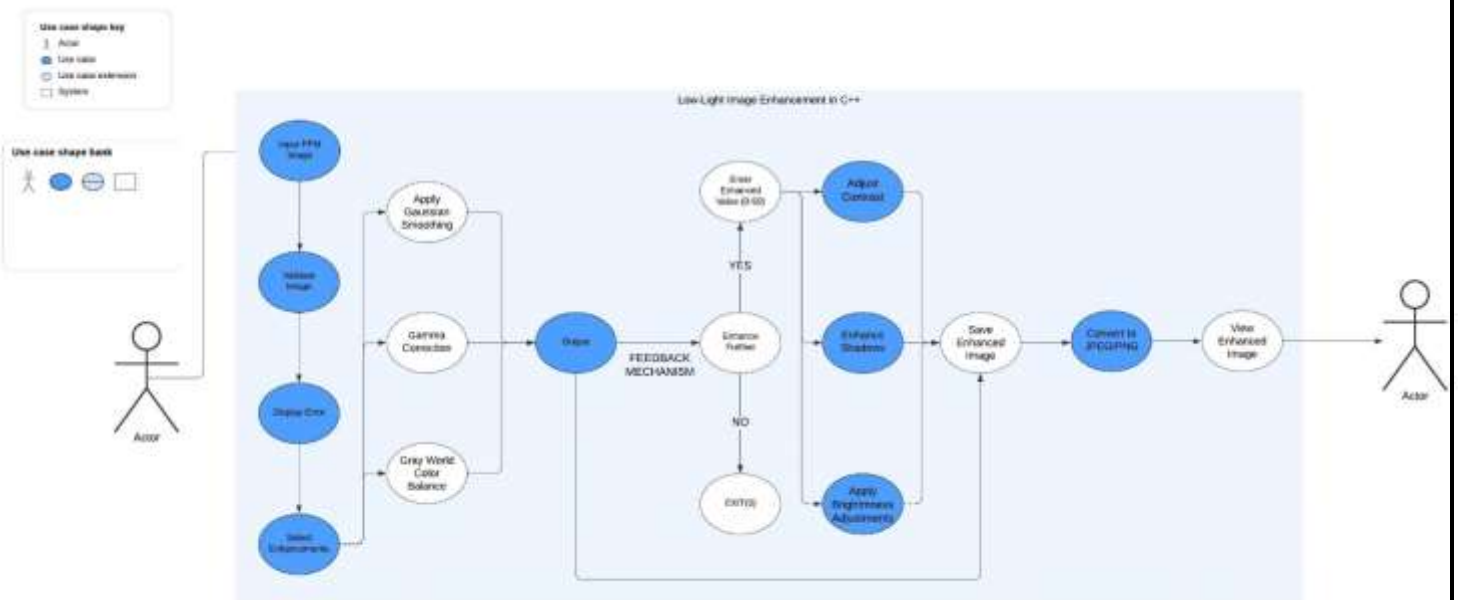 Use case shape key
Actor
Use case
Use case extension
System
Use case shape bank
Low-Light Image Enhancement in C++
Input PPM
Image
Validate
Image
Display Error
Select
Enhancements
Actor
Apply
Gaussian
Smoothing
Gamma
Correction
Gray World
Color
Balance
Output
FEEDBACK
MECHANISM
Enter
Enhanced
Value
YES
Enhance
Further
NO
EXIT(0)
Adjust
Contrast
Enhance
Shadows
Apply
Brightness
Adjustments
Save
Enhanced
Image
Convert to
JPEG/PNG
View
Enhanced
Image
Actor